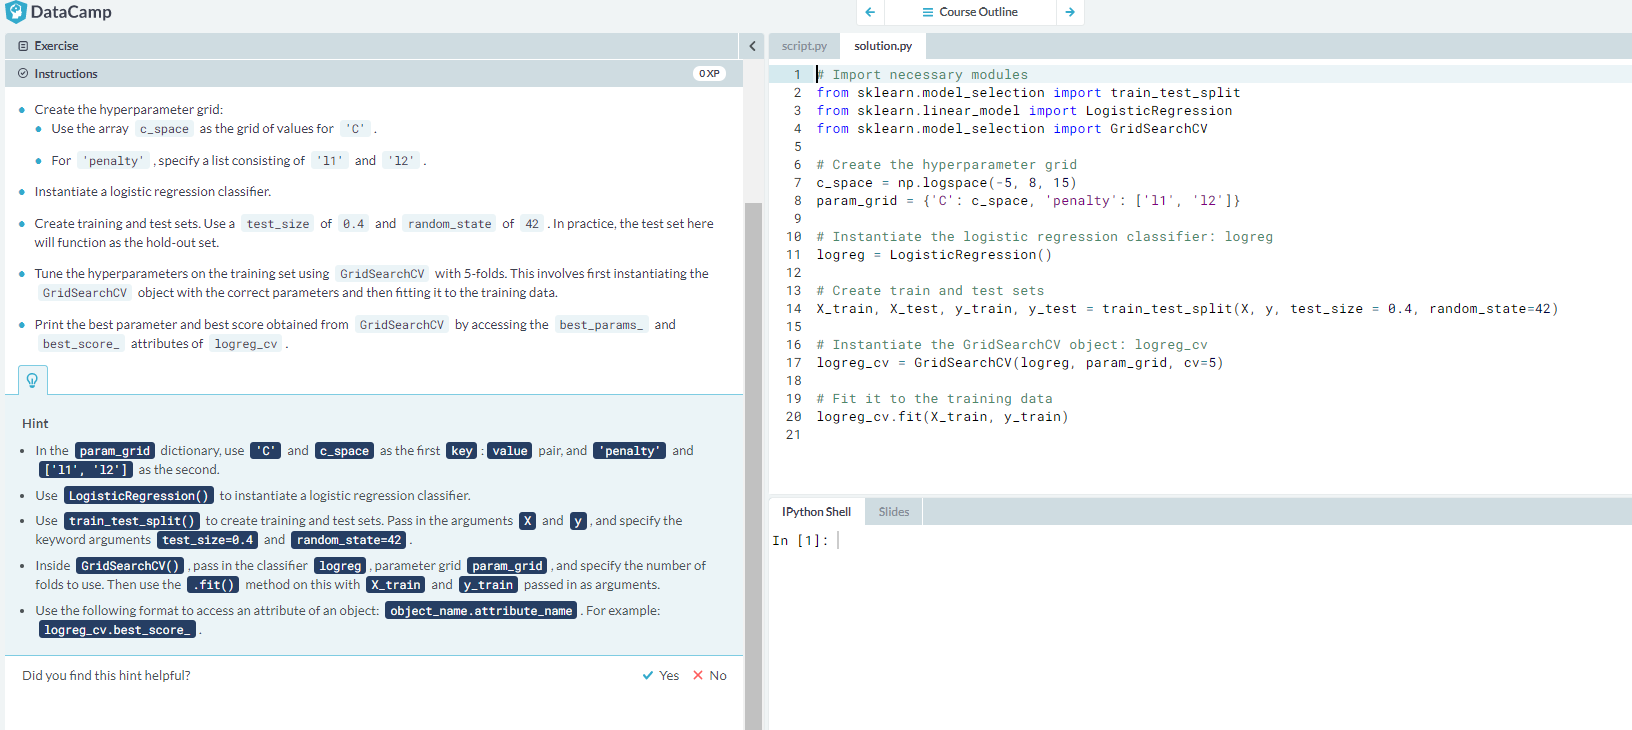 DataCamp
Course Outline
Exercise
Instructions
0 XP
Create the hyperparameter grid:
Use the array c_space as the grid of values for 'C' .
For 'penalty' , specify a list consisting of 'l1' and 'l2' .
Instantiate a logistic regression classifier.
Create training and test sets. Use a test_size of 0.4 and random_state of 42 . In practice, the test set here
will function as the hold-out set.
Tune the hyperparameters on the training set using GridSearchCV with 5-folds. This involves first instantiating the
GridSearchCV object with the correct parameters and then fitting it to the training data.
Print the best parameter and best score obtained from GridSearchCV by accessing the best_params_ and
best_score_ attributes of logreg_cv .
Hint
In the param_grid dictionary, use 'C' and c_space as the first key : value pair, and 'penalty' and
['l1', 'l2'] as the second.
Use LogisticRegression() to instantiate a logistic regression classifier.
Use train_test_split() to create training and test sets. Pass in the arguments X and y , and specify the
keyword arguments test_size=0.4 and random_state=42 .
Inside GridSearchCV() , pass in the classifier logreg , parameter grid param_grid , and specify the number of
folds to use. Then use the .fit() method on this with X_train and y_train passed in as arguments.
Use the following format to access an attribute of an object: object_name.attribute_name . For example:
logreg_cv.best_score_ .
Did you find this hint helpful?
Yes No
script.py solution.py
1 # Import necessary modules
2 from sklearn.model_selection import train_test_split
3 from sklearn.linear_model import LogisticRegression
4 from sklearn.model_selection import GridSearchCV
5
6 # Create the hyperparameter grid
7 c_space = np.logspace(-5, 8, 15)
8 param_grid = {'C': c_space, 'penalty': ['l1', 'l2']}
9
10 # Instantiate the logistic regression classifier: logreg
11 logreg = LogisticRegression()
12
13 # Create train and test sets
14 X_train, X_test, y_train, y_test = train_test_split(X, y, test_size = 0.4, random_state=42)
15
16 # Instantiate the GridSearchCV object: logreg_cv
17 logreg_cv = GridSearchCV(logreg, param_grid, cv=5)
18
19 # Fit it to the training data
20 logreg_cv.fit(X_train, y_train)
21
IPython Shell Slides
In [1]: